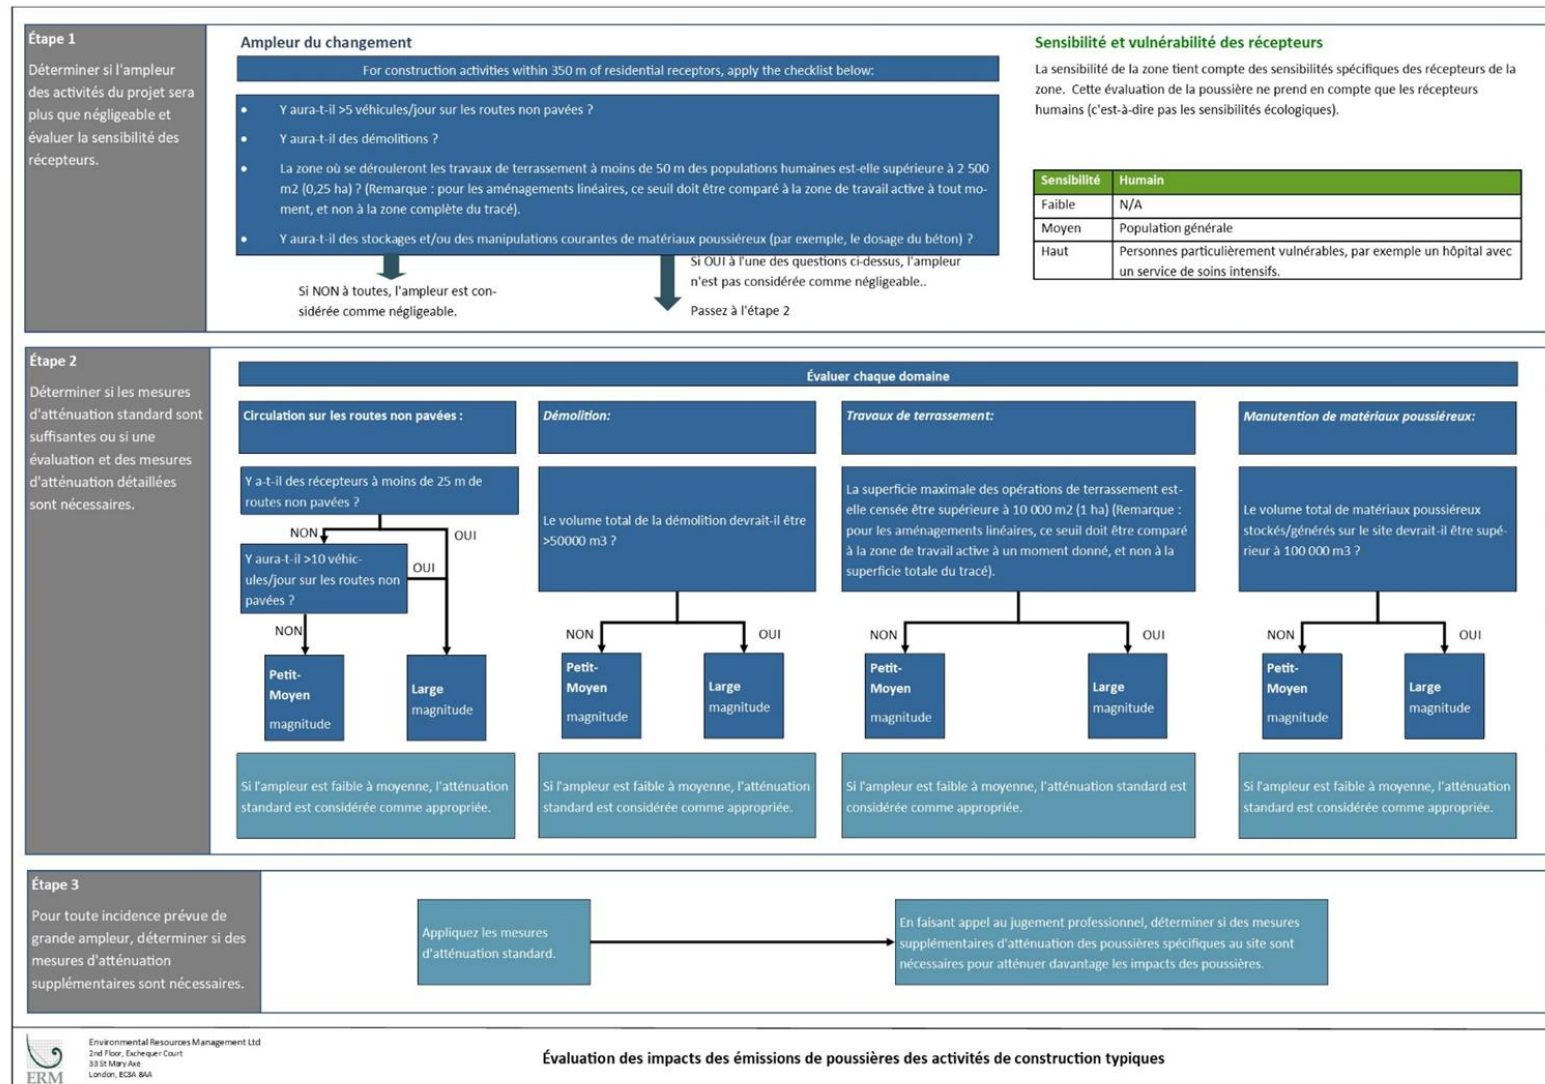 Étape 1
Déterminer si l'ampleur
des activités du projet sera
plus que négligeable et
évaluer la sensibilité des
récepteurs.
Ampleur du changement
For construction activities within 350 m of residential receptors, apply the checklist below:
• Y aura-t-il >5 véhicules/jour sur les routes non pavées ?
• Y aura-t-il des démolitions ?
• La zone où se dérouleront les travaux de terrassement à moins de 50 m des populations humaines est-elle supérieure à 2 500
m2 (0,25 ha) ? (Remarque : pour les aménagements linéaires, ce seuil doit être comparé à la zone de travail active à tout mo-
ment, et non à la zone complète du tracé).
• Y aura-t-il des stockages et/ou des manipulations courantes de matériaux poussiéreux (par exemple, le dosage du béton) ?
Si NON à toutes, l'ampleur est con-
sidérée comme négligeable.
Si OUI à l'une des questions ci-dessus, l'ampleur
n'est pas considérée comme négligeable..
Passez à l'étape 2
Sensibilité et vulnérabilité des récepteurs
La sensibilité de la zone tient compte des sensibilités spécifiques des récepteurs de la
zone. Cette évaluation de la poussière ne prend en compte que les récepteurs
humains (c'est-à-dire pas les sensibilités écologiques).
Sensibilité Humain
Faible N/A
Moyen Population générale
Haut Personnes particulièrement vulnérables, par exemple un hôpital avec
un service de soins intensifs.
Étape 2
Déterminer si les mesures
d'atténuation standard sont
suffisantes ou si une
évaluation et des mesures
d'atténuation détaillées
sont nécessaires.
Évaluer chaque domaine
Circulation sur les routes non pavées :
Y a-t-il des récepteurs à moins de 25 m de
routes non pavées ?
NON
OUI
Y aura-t-il >10 véhic-
ules/jour sur les routes non
pavées ?
OUI
NON
Petit-
Moyen
magnitude
Large
magnitude
Si l'ampleur est faible à moyenne, l'atténuation
standard est considérée comme appropriée.
Démolition:
Le volume total de la démolition devrait-il être
>50000 m3 ?
NON
OUI
Petit-
Moyen
magnitude
Large
magnitude
Si l'ampleur est faible à moyenne, l'atténuation
standard est considérée comme appropriée.
Travaux de terrassement:
La superficie maximale des opérations de terrassement est-
elle censée être supérieure à 10 000 m2 (1 ha) (Remarque :
pour les aménagements linéaires, ce seuil doit être comparé
à la zone de travail active à un moment donné, et non à la
superficie totale du tracé).
NON
OUI
Petit-
Moyen
magnitude
Large
magnitude
Si l'ampleur est faible à moyenne, l'atténuation standard est
considérée comme appropriée.
Manutention de matériaux poussiéreux:
Le volume total de matériaux poussiéreux
stockés/générés sur le site devrait-il être supé-
rieur à 100 000 m3 ?
NON
OUI
Petit-
Moyen
magnitude
Large
magnitude
Si l'ampleur est faible à moyenne, l'atténuation
standard est considérée comme appropriée.
Étape 3
Pour toute incidence prévue de
grande ampleur, déterminer si des
mesures d'atténuation
supplémentaires sont nécessaires.
Appliquez les mesures
d'atténuation standard.
En faisant appel au jugement professionnel, déterminer si des mesures
supplémentaires d'atténuation des poussières spécifiques au site sont
nécessaires pour atténuer davantage les impacts des poussières.
ERM
Environmental Resources Management Ltd
2nd Floor, Exchequer Court
33 St Mary Axe
London, EC3A 8AA
Évaluation des impacts des émissions de poussières des activités de construction typiques